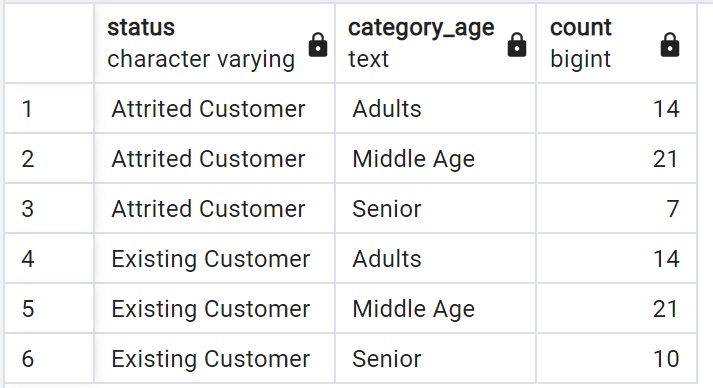 status category_age count
character varying text bigint
1 Attrited Customer Adults 14
2 Attrited Customer Middle Age 21
3 Attrited Customer Senior 7
4 Existing Customer Adults 14
5 Existing Customer Middle Age 21
6 Existing Customer Senior 10